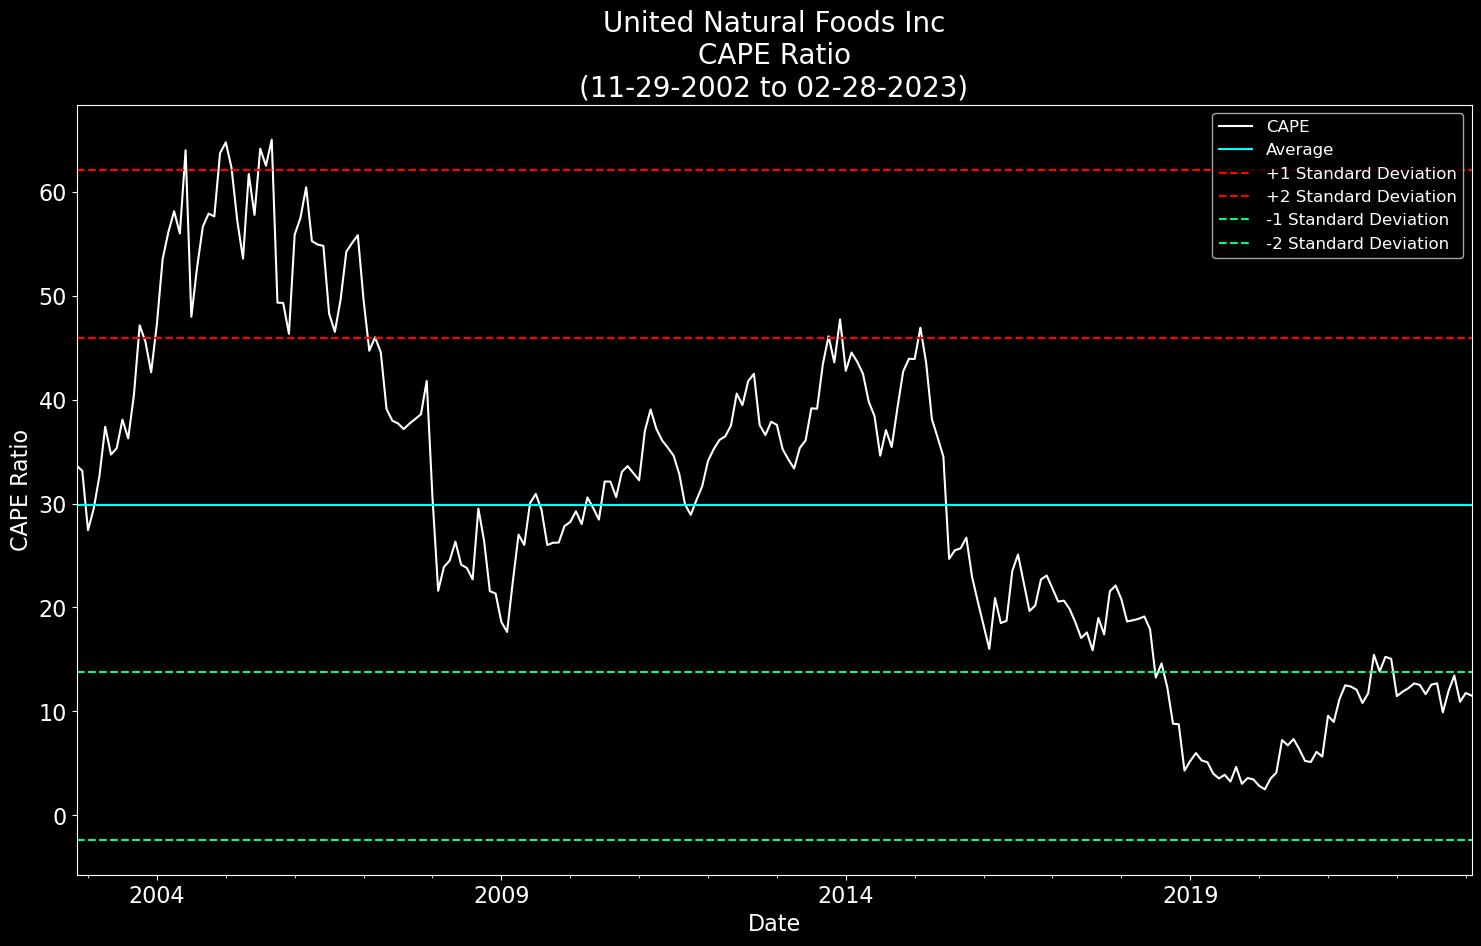 United Natural Foods Inc
CAPE Ratio
(11-29-2002 to 02-28-2023)
CAPE
Average
+1 Standard Deviation
+2 Standard Deviation
-1 Standard Deviation
-2 Standard Deviation
60
50
40
30
20
10
0
CAPE Ratio
2004 2009 2014 2019
Date